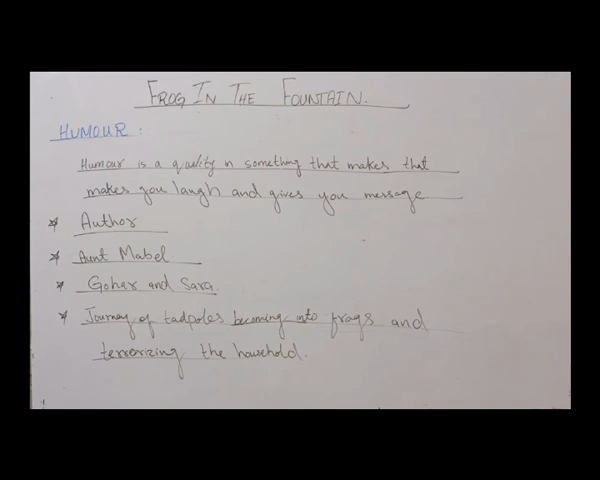 FROG IN THE FOUNTAIN.
HUMOUR :
Humour is a quality in something that makes that
makes you laugh and gives you message
* Author
* Aunt Mabel
* Gohar and Sara
* Journey of tadpoles becoming into frogs and
terrorizing the household.